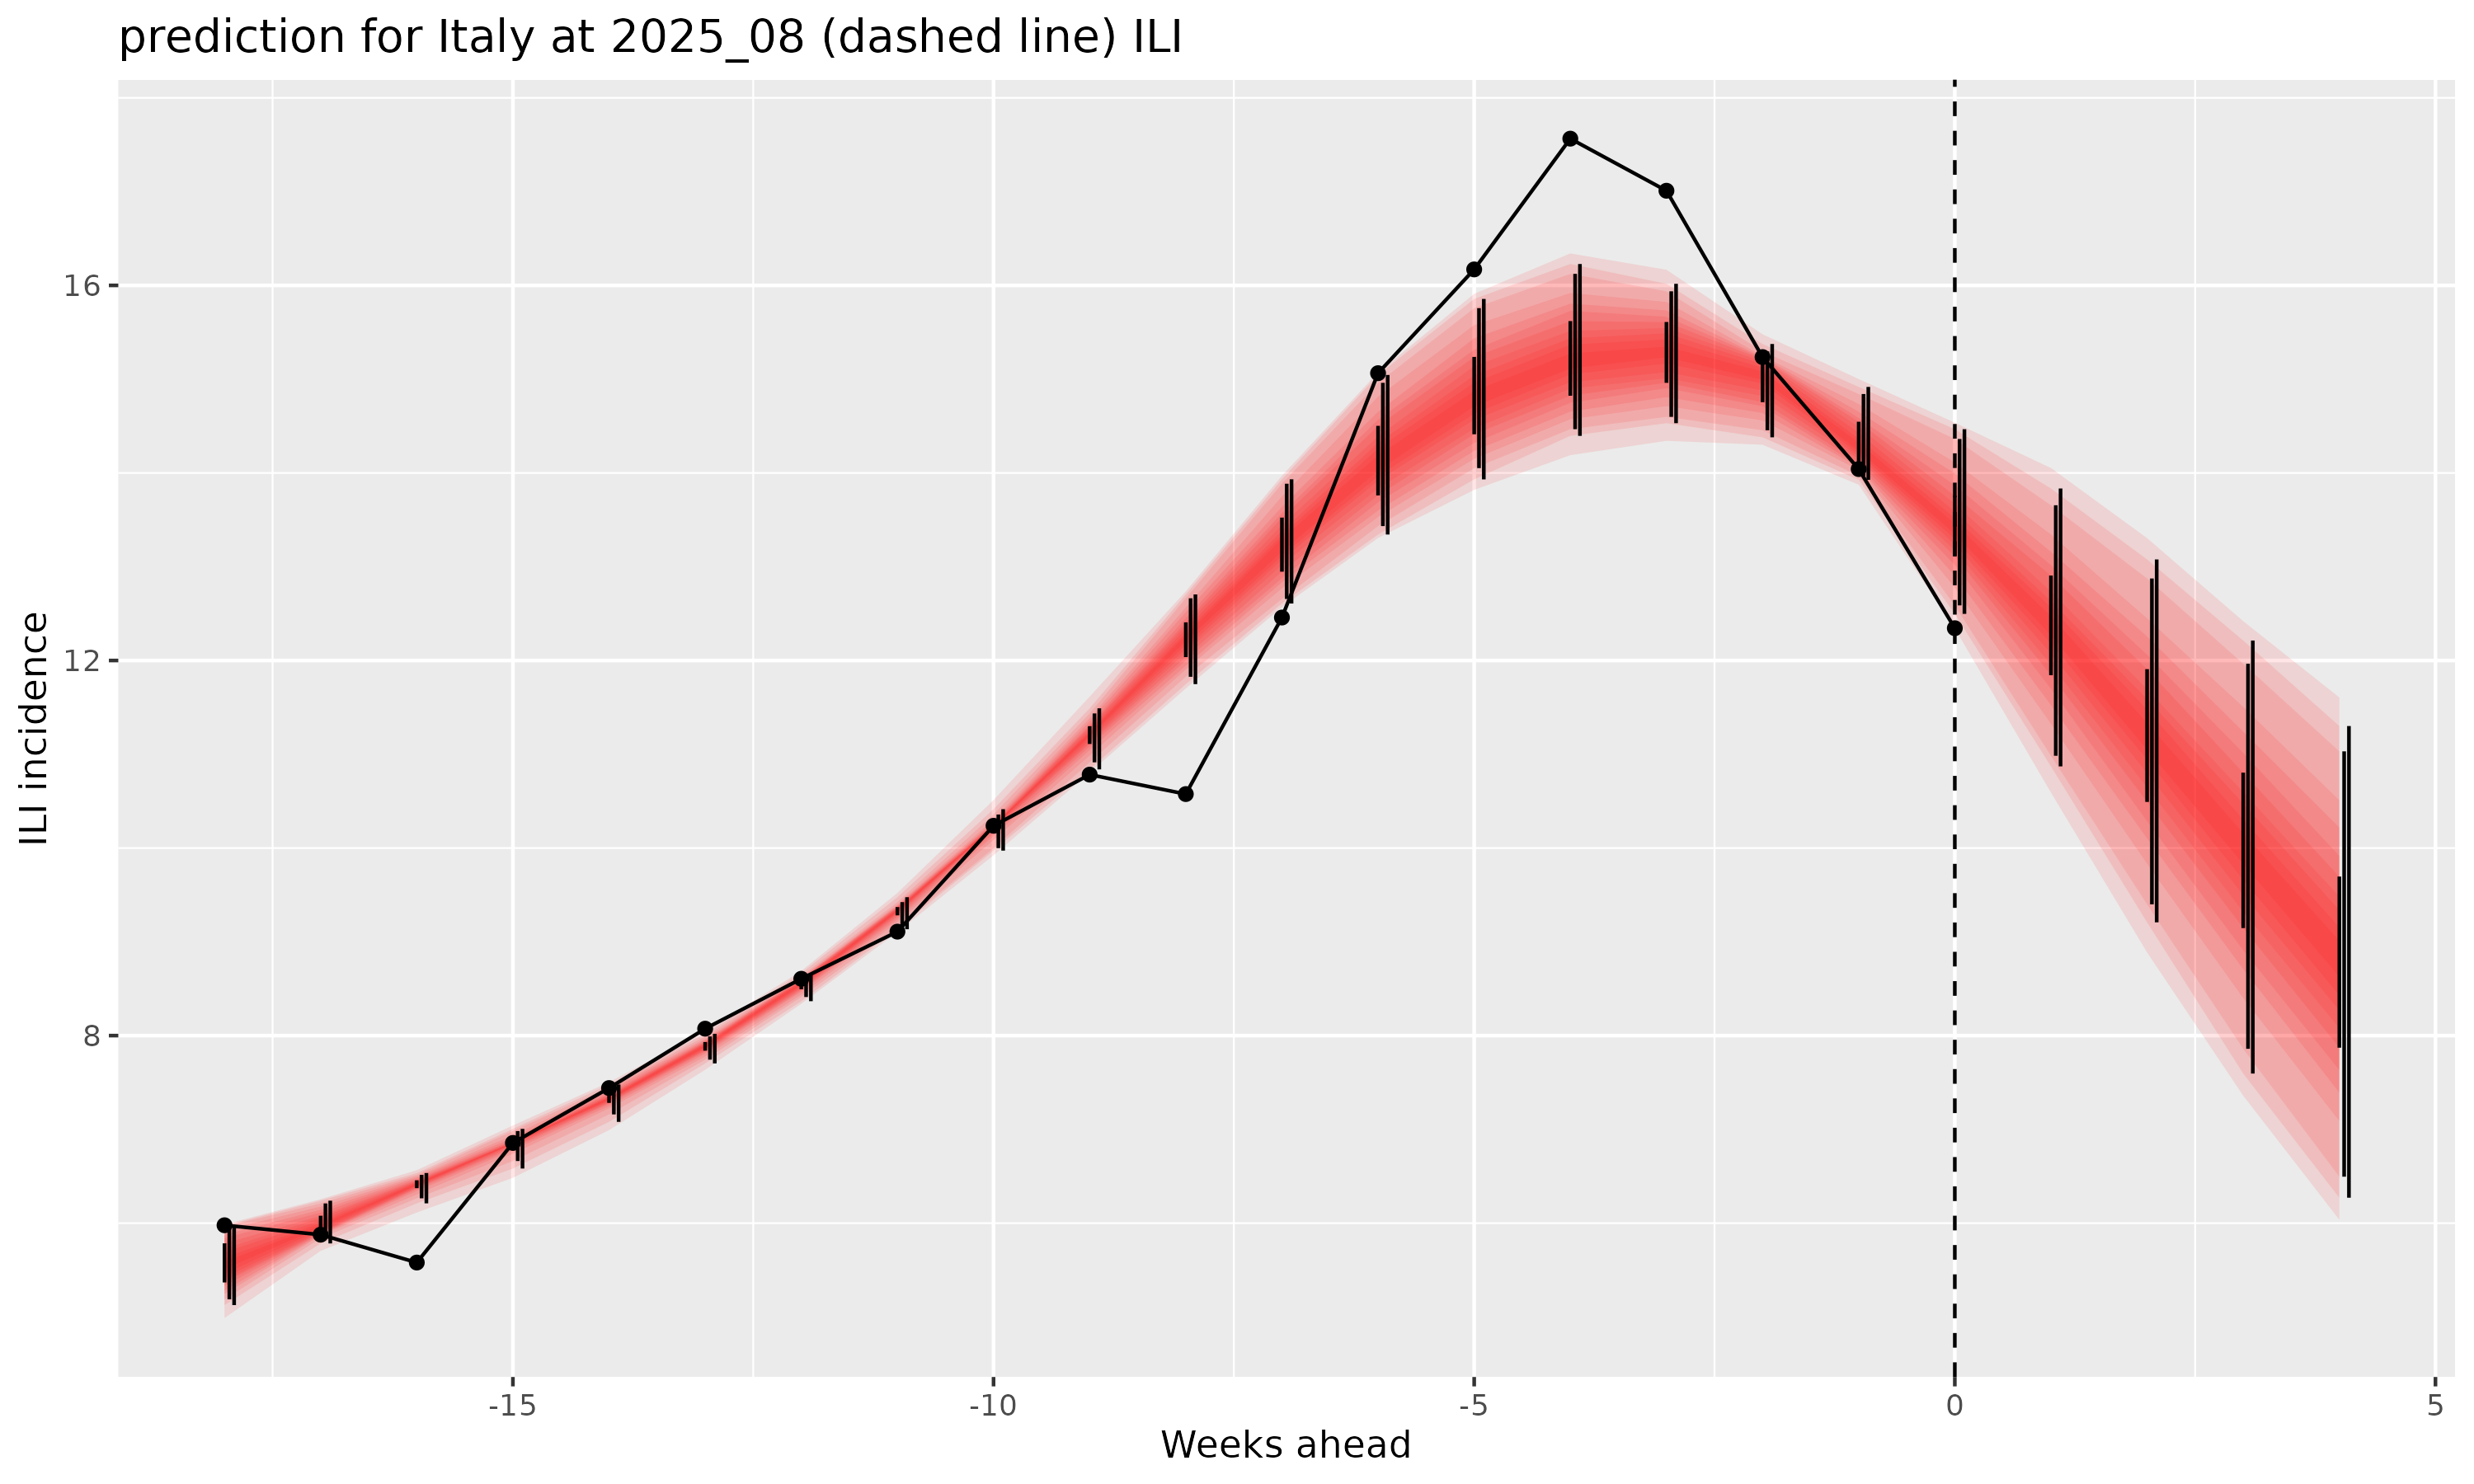 prediction for Italy at 2025_08 (dashed line) ILI
16
12
8
ILI incidence
-15
-10
-5
0
5
Weeks ahead